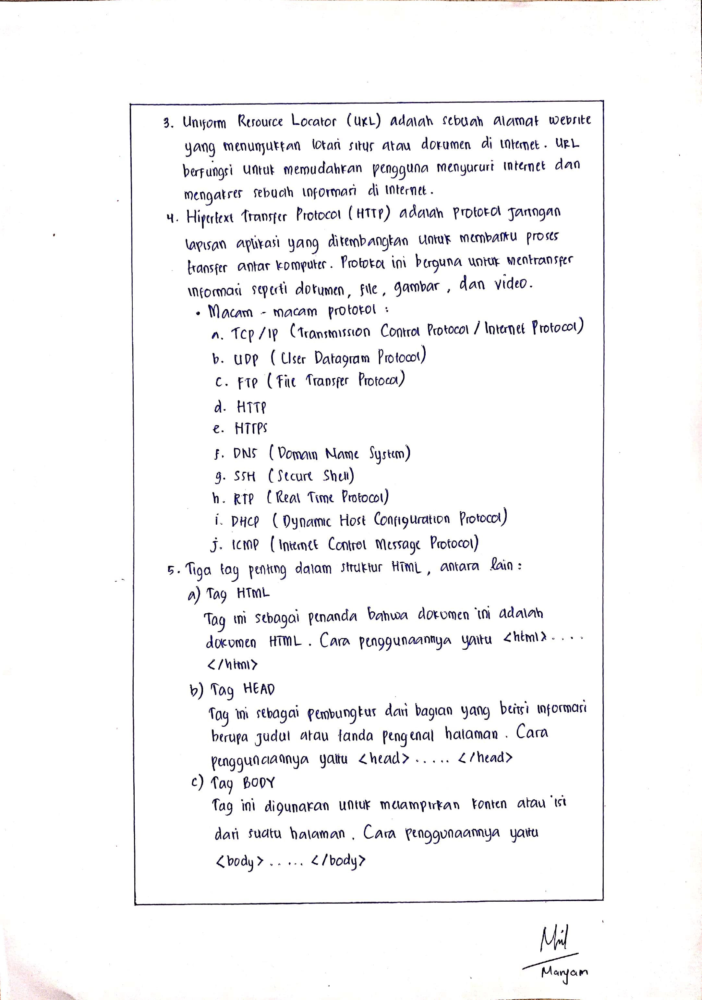 3. Uniform Resource Locator (URL) adalah sebuah alamat website
yang menunjukkan lokasi situs atau dokumen di internet. URL
berfungsi untuk memudahkan pengguna menyusuri internet dan
mengakses sebuah informasi di internet.
4. Hipertext Transfer Protocol (HTTP) adalah protokol jaringan
lapisan aplikasi yang dikembangkan untuk membantu proses
transfer antar komputer. Protokol ini berguna untuk mentransfer
informasi seperti dokumen, file, gambar, dan video.
• Macam - macam protokol :
a. TCP/IP (Transmission Control Protocol / Internet Protocol)
b. UDP (User Datagram Protocol)
c. FTP (File Transfer Protocol)
d. HTTP
e. HTTPS
f. DNS (Domain Name System)
g. SSH (Secure Shell)
h. RTP (Real Time Protocol)
i. DHCP (Dynamic Host Configuration Protocol)
j. ICMP (Internet Control Message Protocol)
5. Tiga tag penting dalam struktur HTML, antara lain :
a) Tag HTML
Tag ini sebagai penanda bahwa dokumen ini adalah
dokumen HTML. Cara penggunaannya yaitu <html>....
</html>
b) Tag HEAD
Tag ini sebagai pembungkus dari bagian yang berisi informasi
berupa judul atau tanda pengenal halaman. Cara
penggunaannya yaitu <head>..... </head>
c) Tag BODY
Tag ini digunakan untuk melampirkan konten atau isi
dari suatu halaman. Cara penggunaannya yaitu
<body>..... </body>
Maryam